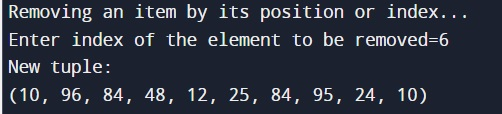 Removing an item by its position or index...
Enter index of the element to be removed=6
New tuple:
(10, 96, 84, 48, 12, 25, 84, 95, 24, 10)